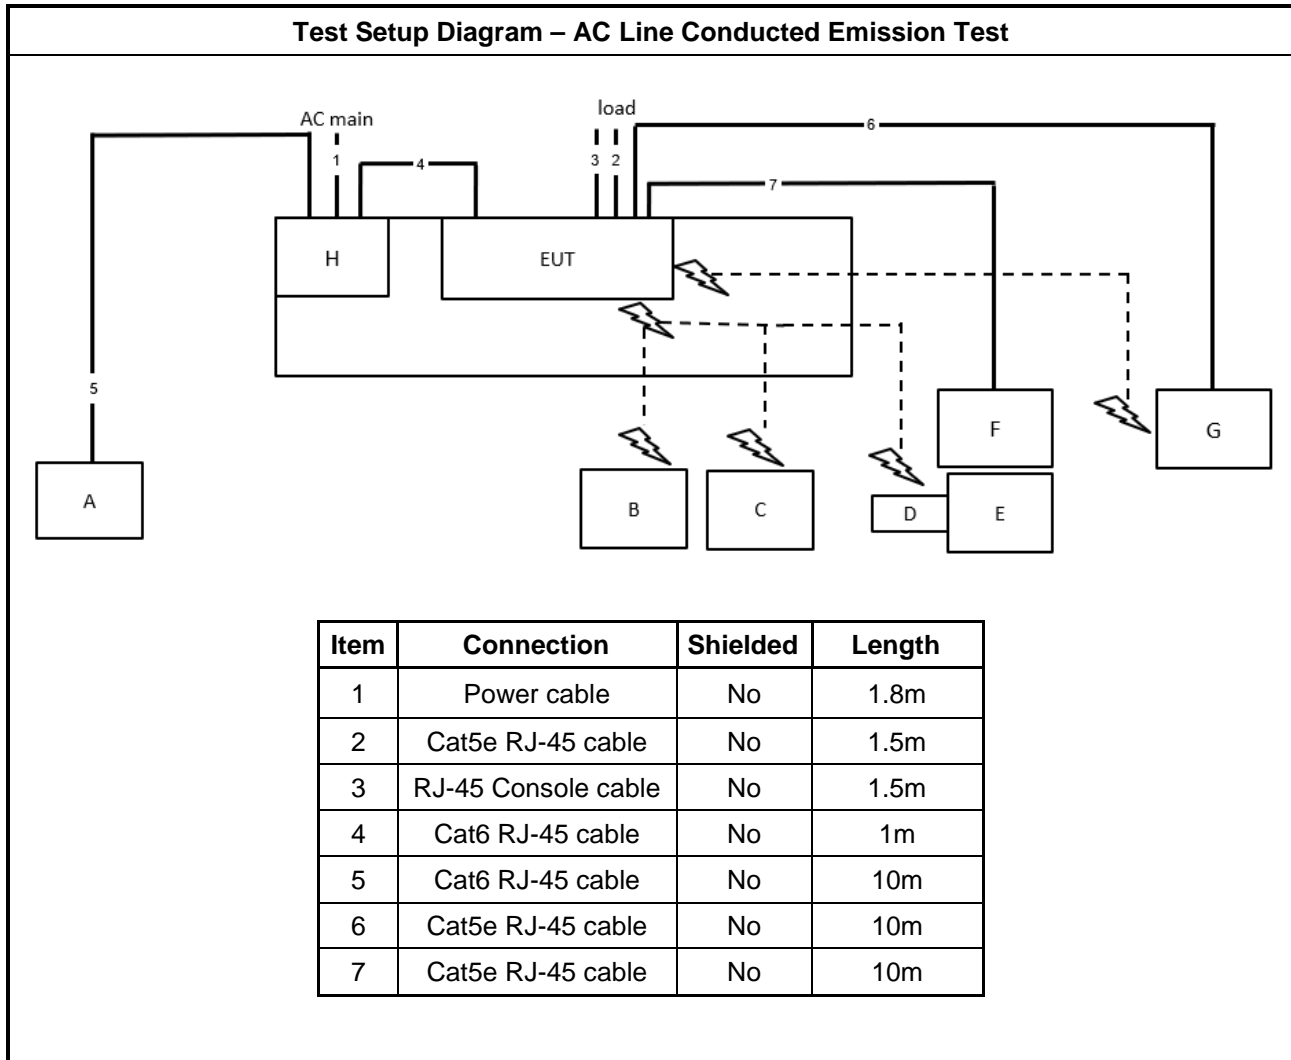 Test Setup Diagram – AC Line Conducted Emission Test
AC main
load
6
1
4
3 2
7
H
EUT
5
A
B
C
D
E
F
G
Item Connection Shielded Length
1 Power cable No 1.8m
2 Cat5e RJ-45 cable No 1.5m
3 RJ-45 Console cable No 1.5m
4 Cat6 RJ-45 cable No 1m
5 Cat6 RJ-45 cable No 10m
6 Cat5e RJ-45 cable No 10m
7 Cat5e RJ-45 cable No 10m